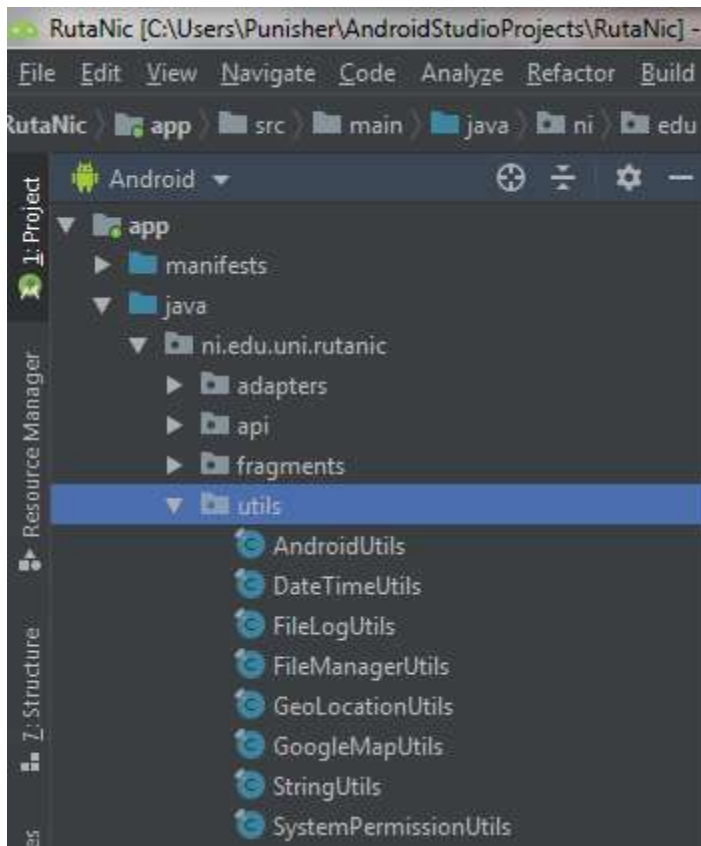 RutaNic [C:\Users\Punisher\AndroidStudioProjects\RutaNic] -
File Edit View Navigate Code Analyze Refactor Build
RutaNic app src main java ni edu
Android
1: Project
app
manifests
java
ni.edu.uni.rutanic
adapters
api
fragments
utils
AndroidUtils
DateTimeUtils
FileLogUtils
FileManagerUtils
GeoLocationUtils
GoogleMapUtils
StringUtils
SystemPermissionUtils
Resource Manager
7: Structure